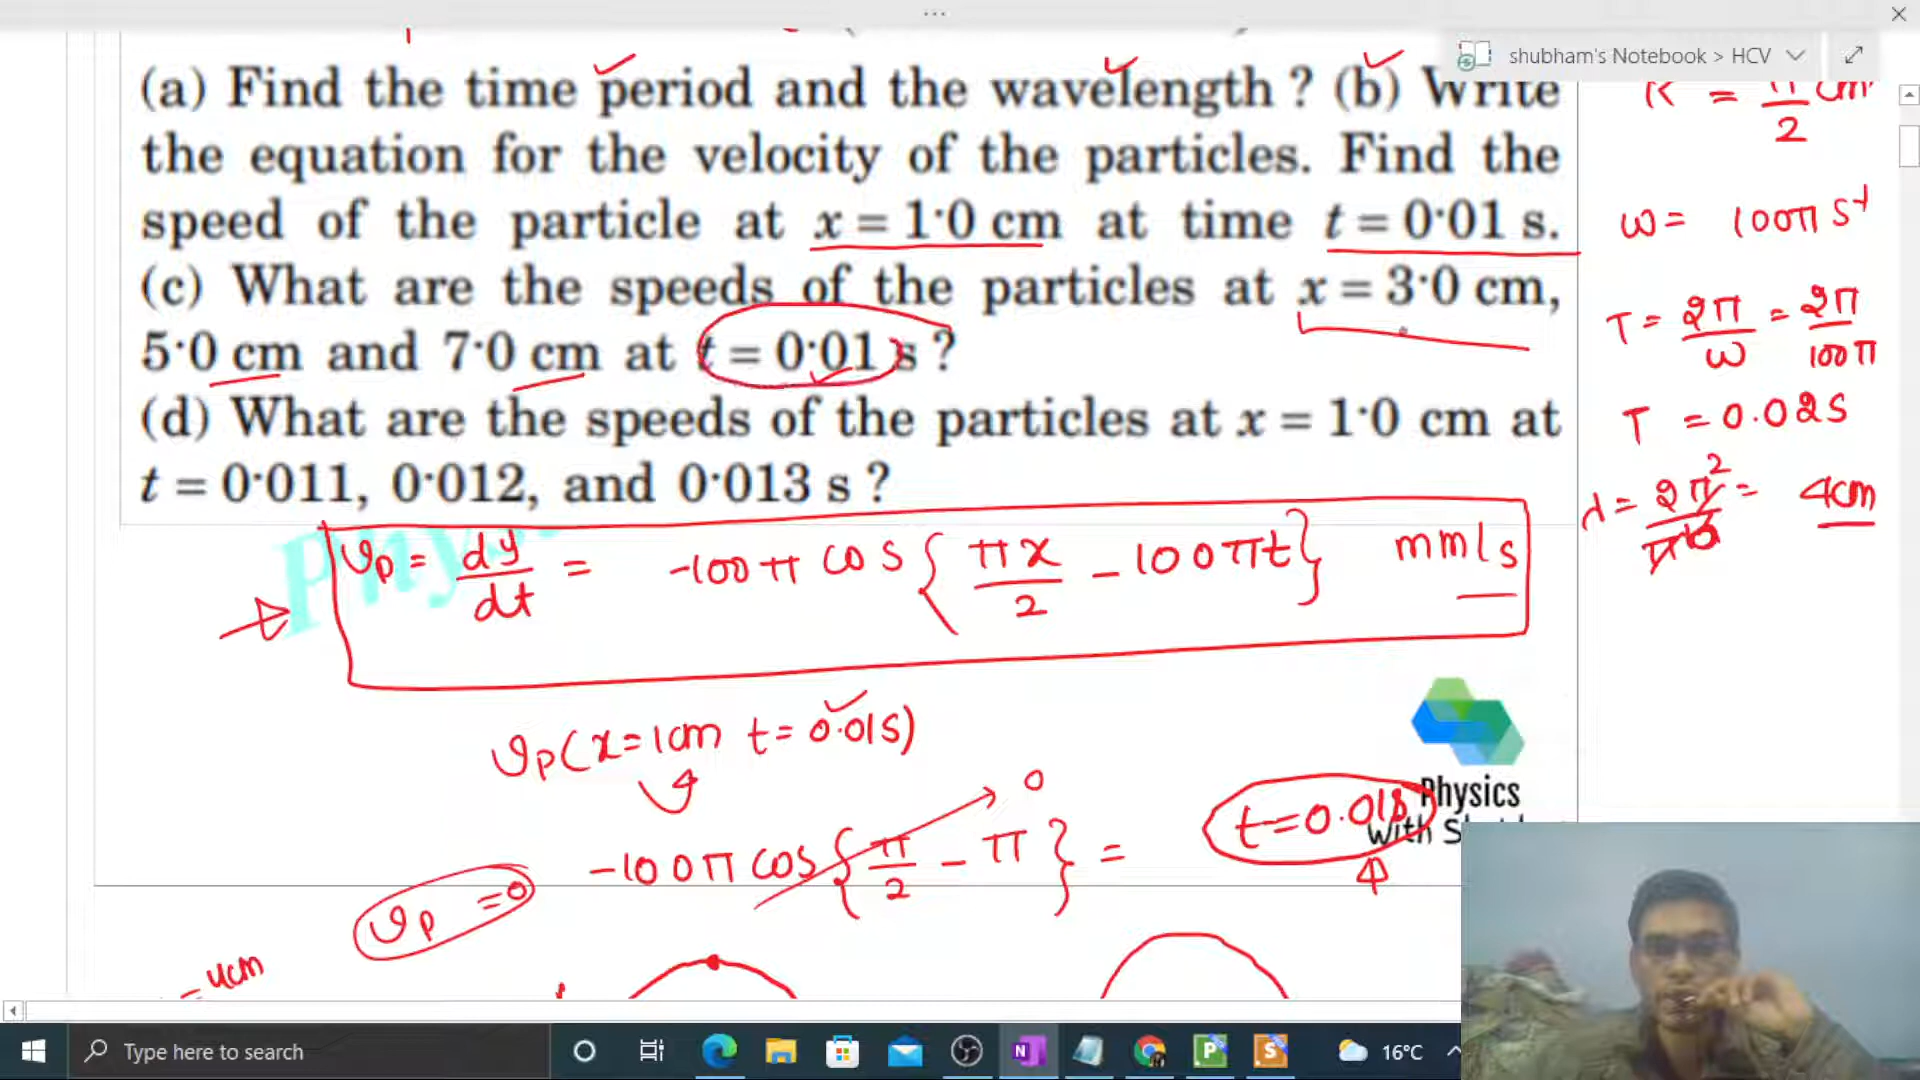 shubham's Notebook > HCV
(a) Find the time period and the wavelength ? (b) Write
the equation for the velocity of the particles. Find the
speed of the particle at x = 1·0 cm at time t = 0·01 s.
(c) What are the speeds of the particles at x = 3·0 cm,
5·0 cm and 7·0 cm at t = 0·01 s ?
(d) What are the speeds of the particles at x = 1·0 cm at
t = 0·011, 0·012, and 0·013 s ?
K = π/2 cm
ω = 100π s⁻¹
T = 2π/ω = 2π/100π
T = 0.02s
λ = 2π = 4cm
Phys
vp = dy/dt = -100π cos { πx/2 - 100πt } mm/s
vp (x=1cm t= 0.01s)
0
-100π cos { π/2 - π } =
t=0.01s
vp = 0
= 4cm
Physics
with S
Type here to search
16°C